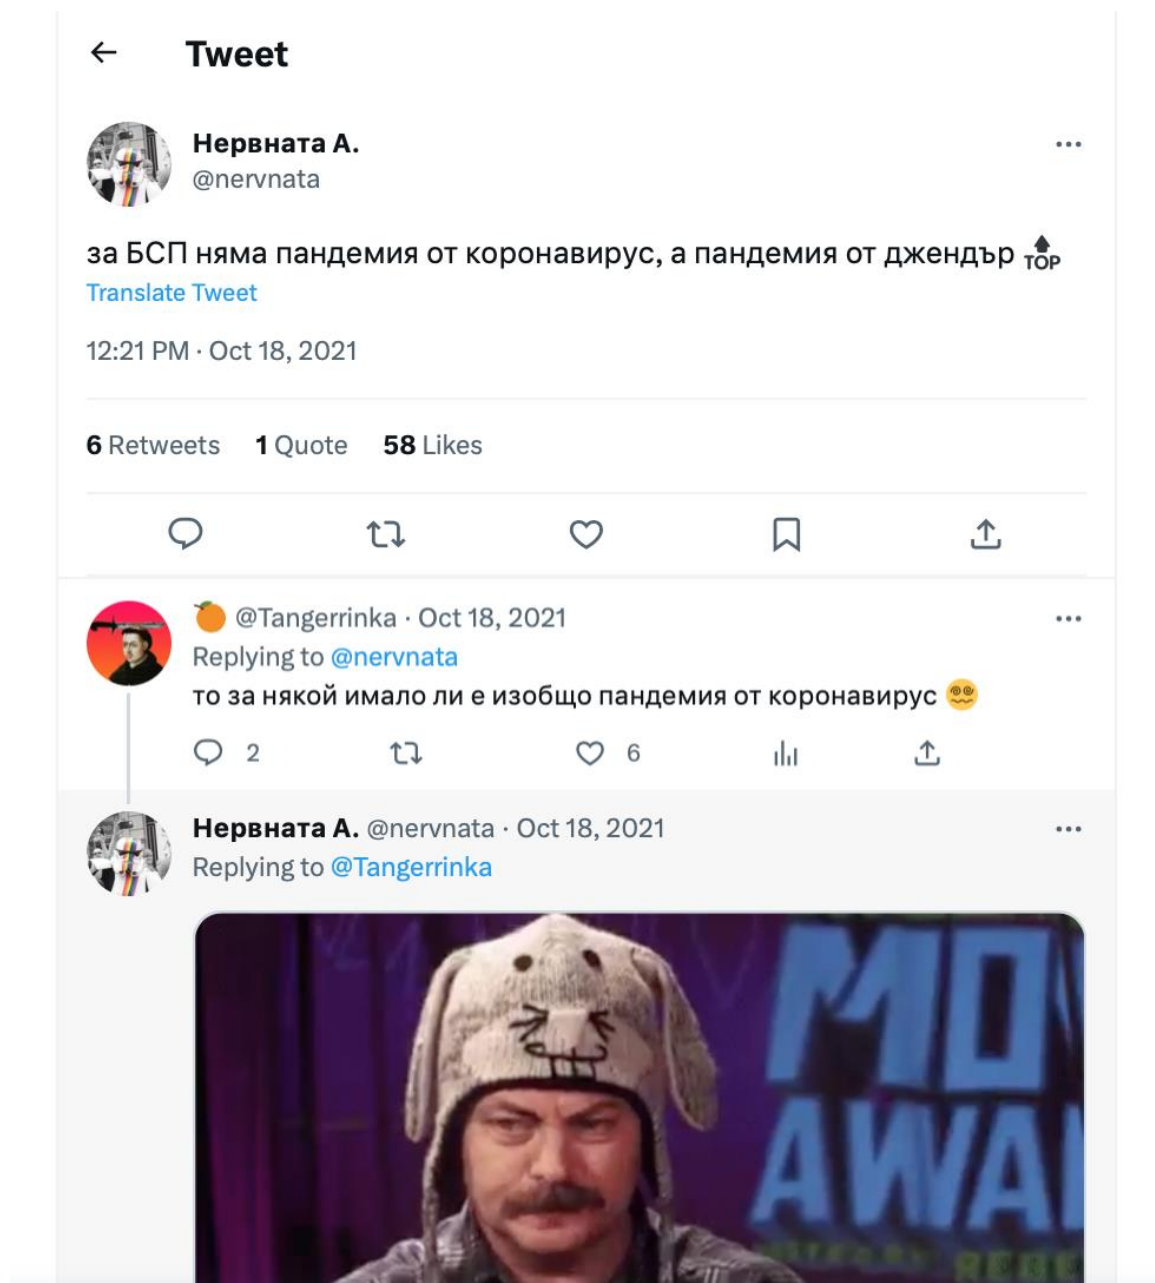 Tweet
Нервната А.
@nervnata
за БСП няма пандемия от коронавирус, а пандемия от джендър 🔝
Translate Tweet
12:21 PM · Oct 18, 2021
6 Retweets 1 Quote 58 Likes
🍊 @Tangerrinka · Oct 18, 2021
Replying to @nervnata
то за някой имало ли е изобщо пандемия от коронавирус 😵‍💫
2 6
Нервната А. @nervnata · Oct 18, 2021
Replying to @Tangerrinka
MO
AWA